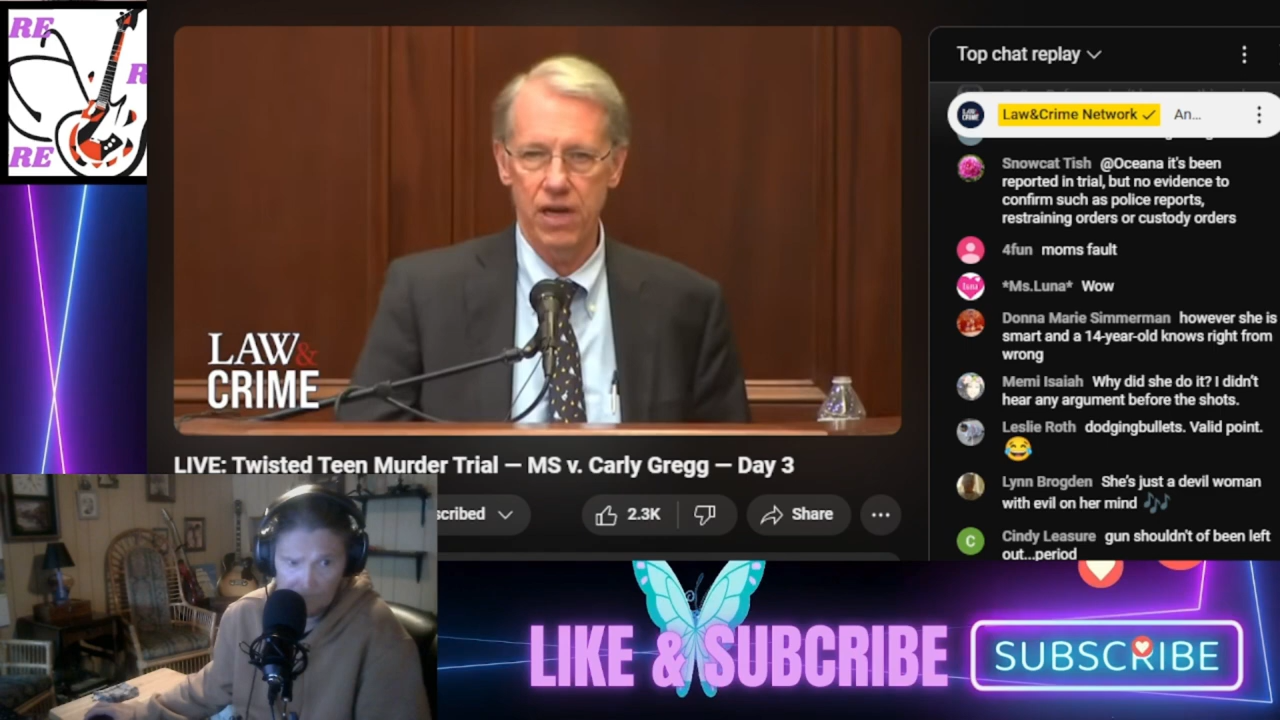 RE
R
RE
LAW&
CRIME
LIVE: Twisted Teen Murder Trial — MS v. Carly Gregg — Day 3
scribed
2.3K
Share
Top chat replay
LAW&
CRIME
Law&Crime Network
An...
Snowcat Tish @Oceana it's been
reported in trial, but no evidence to
confirm such as police reports,
restraining orders or custody orders
4fun moms fault
*Ms.Luna* Wow
Donna Marie Simmerman however she is
smart and a 14-year-old knows right from
wrong
Memi Isaiah Why did she do it? I didn't
hear any argument before the shots.
Leslie Roth dodgingbullets. Valid point.
😂
Lynn Brogden She's just a devil woman
with evil on her mind 🎶
C
Cindy Leasure gun shouldn't of been left
out...period
LIKE & SUBCRIBE
SUBSCRIBE